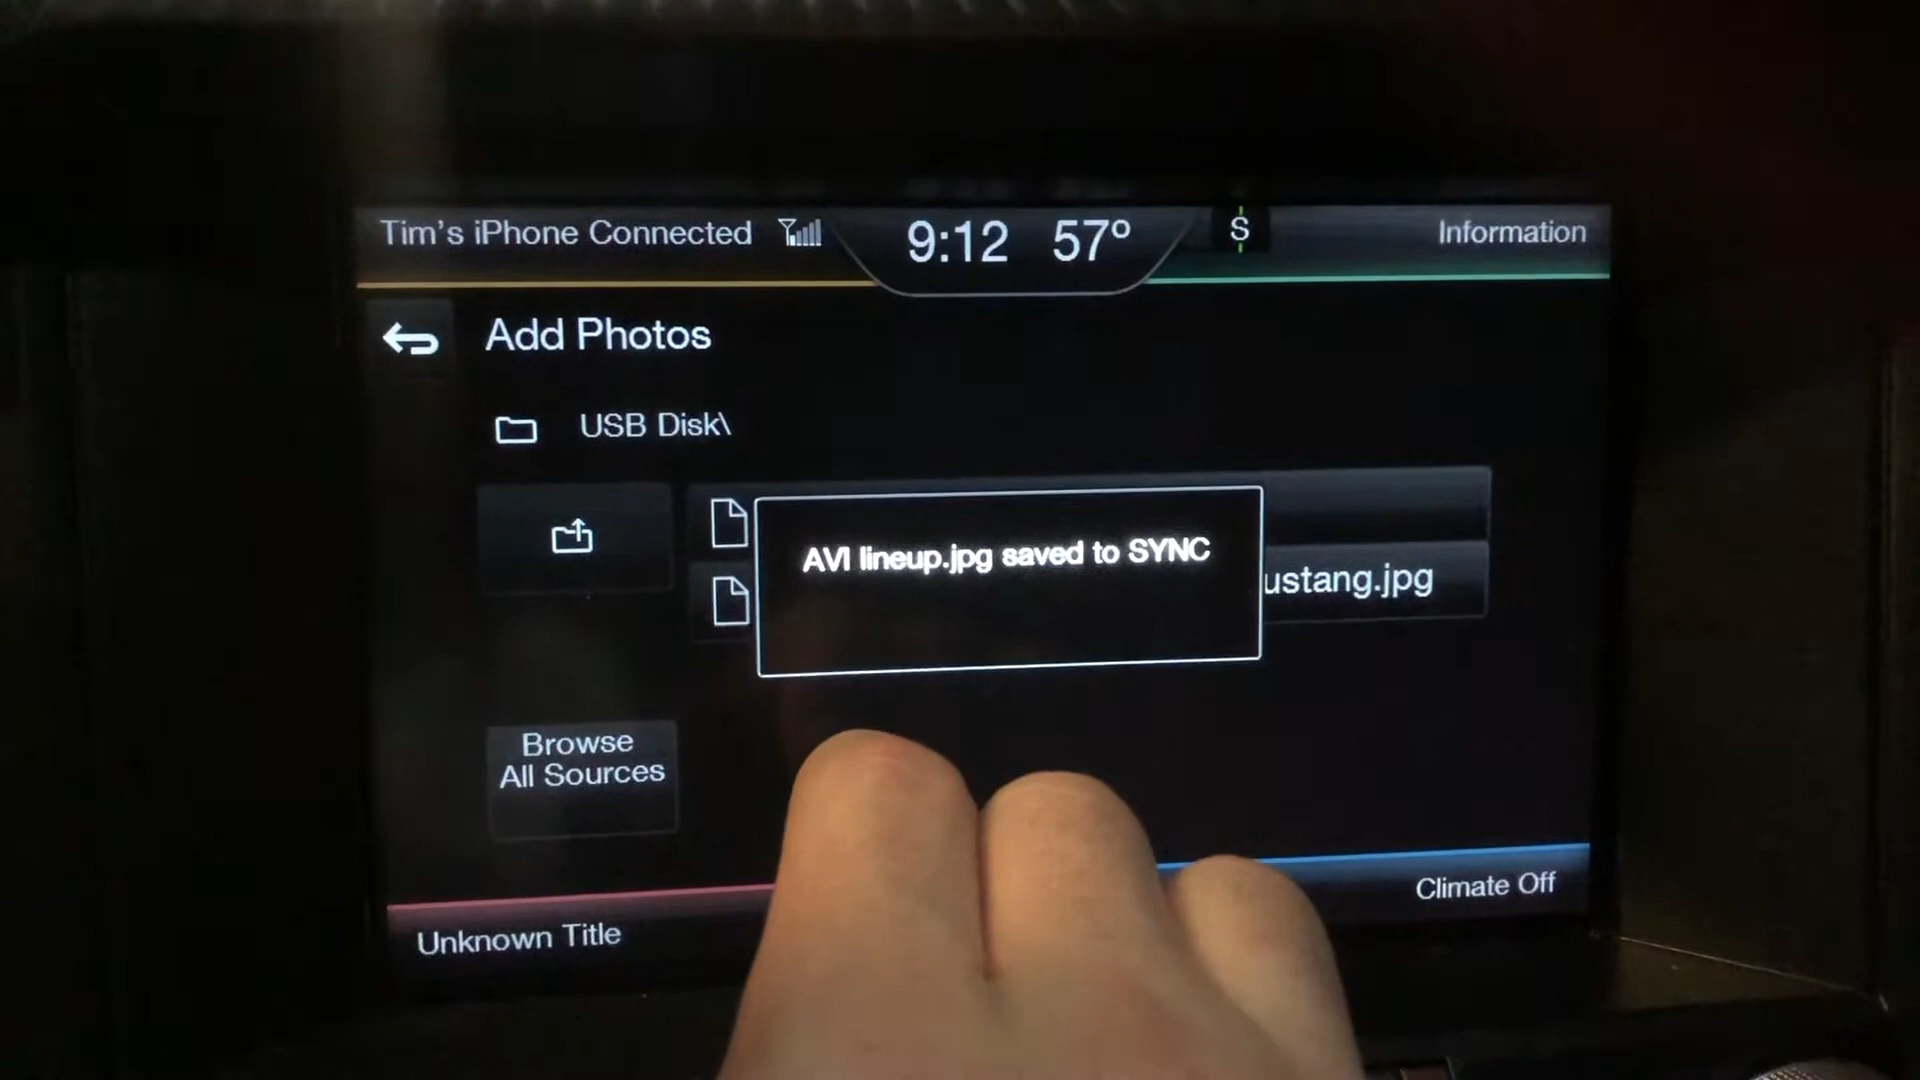 Tim's iPhone Connected
9:12 57°
S
Information
Add Photos
USB Disk\
AVI lineup.jpg saved to SYNC
ustang.jpg
Browse
All Sources
Climate Off
Unknown Title